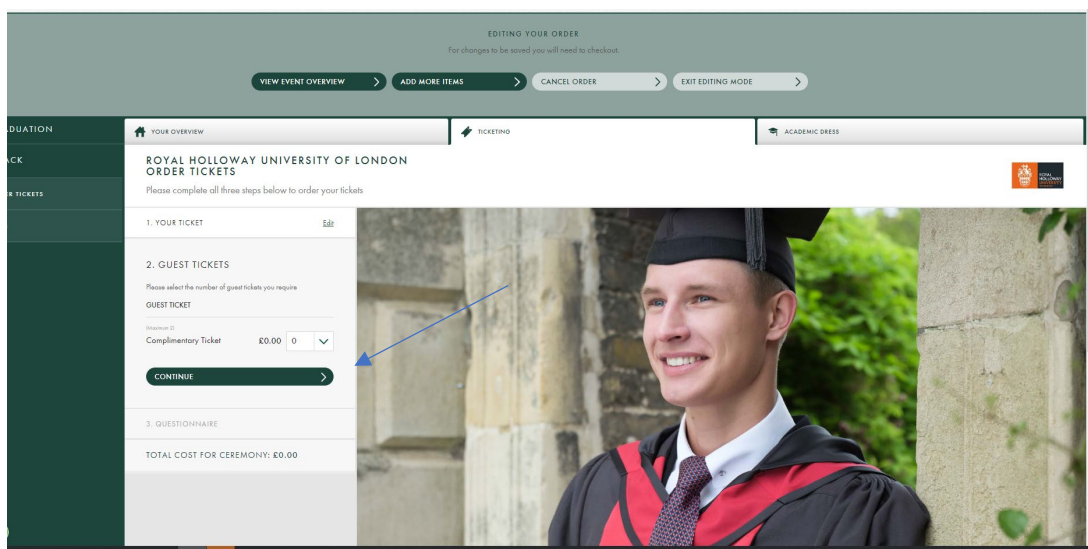 EDITING YOUR ORDER
For changes to be saved you will need to checkout.
VIEW EVENT OVERVIEW
ADD MORE ITEMS
CANCEL ORDER
EXIT EDITING MODE
YOUR OVERVIEW
TICKETING
ACADEMIC DRESS
ROYAL HOLLOWAY UNIVERSITY OF LONDON
ORDER TICKETS
Please complete all three steps below to order your tickets
ROYAL
HOLLOWAY
UNIVERSITY
1. YOUR TICKET Edit
2. GUEST TICKETS
Please select the number of guest tickets you require
GUEST TICKET
(Maximum 2)
Complimentary Ticket £0.00 0
CONTINUE
3. QUESTIONNAIRE
TOTAL COST FOR CEREMONY: £0.00